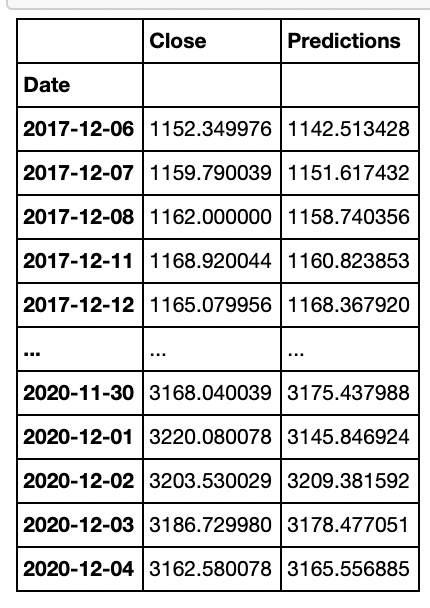 Close Predictions
Date
2017-12-06 1152.349976 1142.513428
2017-12-07 1159.790039 1151.617432
2017-12-08 1162.000000 1158.740356
2017-12-11 1168.920044 1160.823853
2017-12-12 1165.079956 1168.367920
... ... ...
2020-11-30 3168.040039 3175.437988
2020-12-01 3220.080078 3145.846924
2020-12-02 3203.530029 3209.381592
2020-12-03 3186.729980 3178.477051
2020-12-04 3162.580078 3165.556885